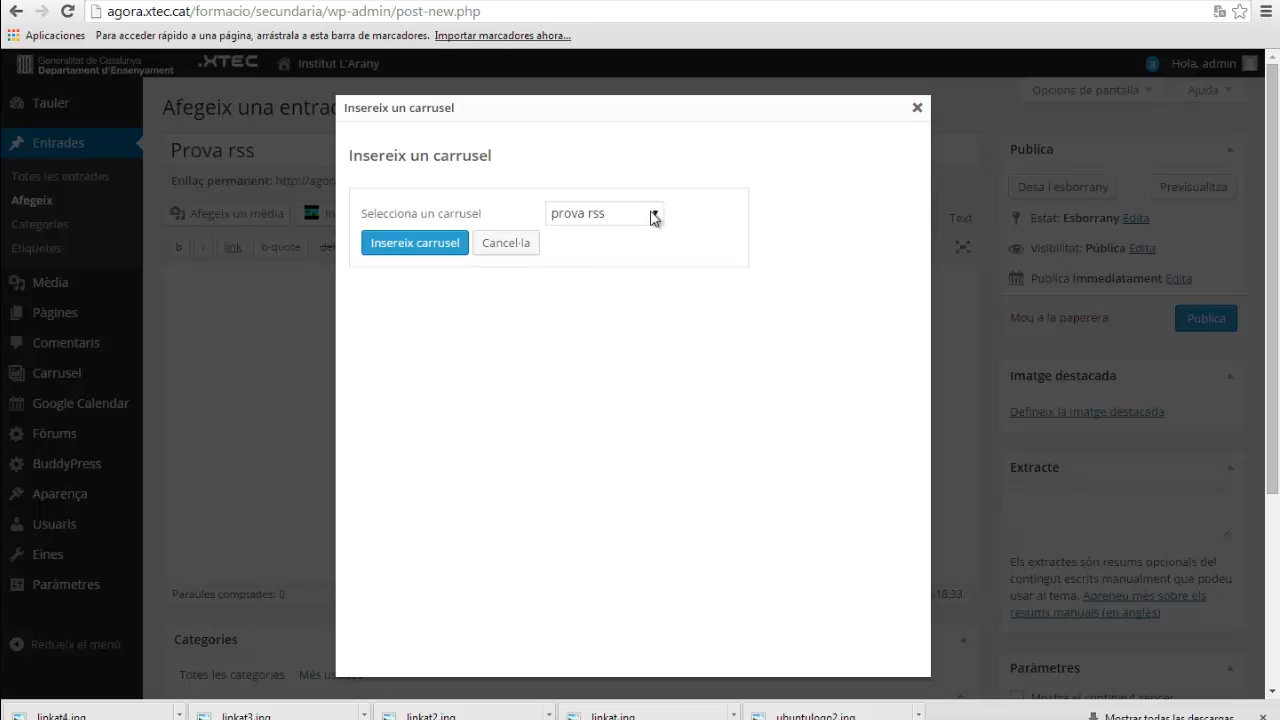 agora.xtec.cat/formacio/secundaria/wp-admin/post-new.php
Aplicaciones Para acceder rápido a una página, arrástrala a esta barra de marcadores. Importar marcadores ahora...
Generalitat de Catalunya
Departament d'Ensenyament
.XTEC
Institut L'Arany
3 Hola, admin
Tauler
Entrades
Totes les entrades
Afegeix
Categories
Etiquetes
Mèdia
Pàgines
Comentaris
Carrusel
Google Calendar
Fòrums
BuddyPress
Aparença
Usuaris
Eines
Paràmetres
Redueix el menú
Opcions de pantalla
Ajuda
Afegeix una
Prova rss
Enllaç permanent: http://agora
Afegeix un mèdia
Text
b i link b-quote
Paraules comptades: 0
18:33.
Categories
Totes les categories
Insereix un carrusel
Insereix un carrusel
Selecciona un carrusel prova rss
Insereix carrusel Cancel·la
Publica
Desa l'esborrany Previsualitza
Estat: Esborrany Edita
Visibilitat: Pública Edita
Publica immediatament Edita
Mou a la paperera Publica
Imatge destacada
Defineix la imatge destacada
Extracte
Els extractes són resums opcionals del
contingut escrits manualment que podeu
usar al tema. Apreneu més sobre els
resums manuals (en anglès)
Paràmetres
Mostra el contingut sencer
linkat4.jpg linkat3.jpg linkat2.jpg linkat.jpg ubuntulogo2.jpg Mostrar todas las descargas